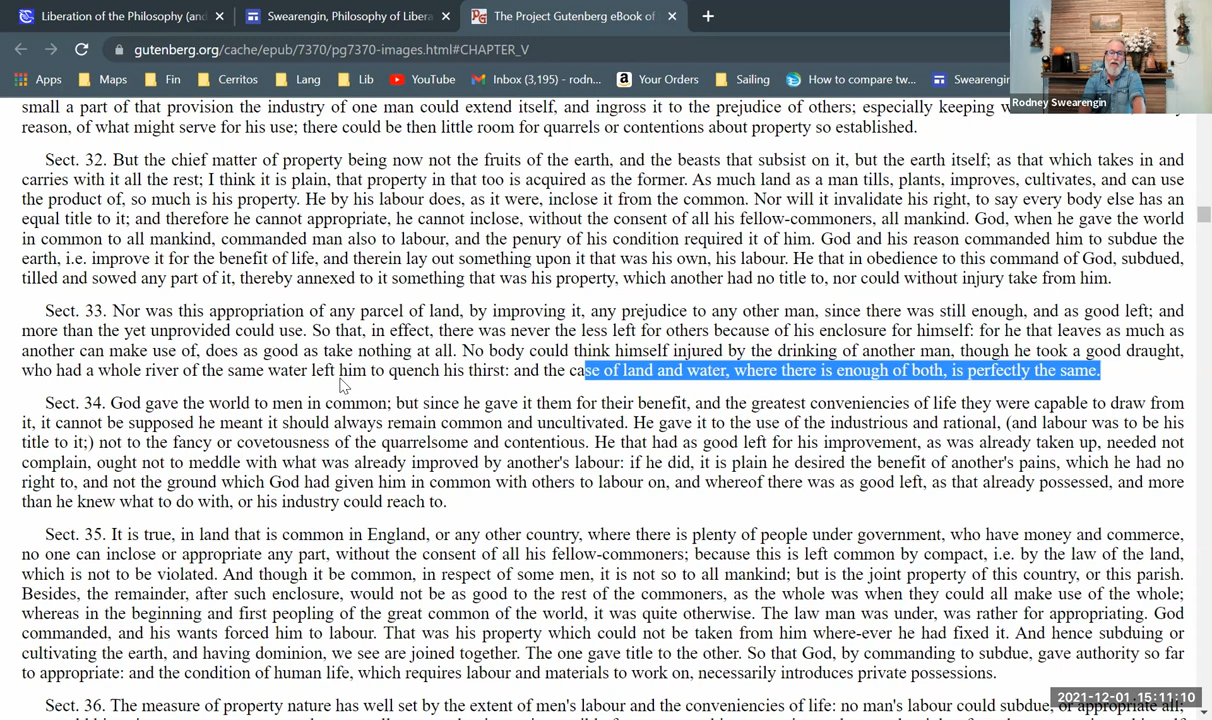 Liberation of the Philosophy (an
Swearengin, Philosophy of Libera
The Project Gutenberg eBook of
gutenberg.org/cache/epub/7370/pg7370-images.html#CHAPTER_V
Apps Maps Fin Cerritos Lang Lib YouTube Inbox (3,195) - rodn... Your Orders Sailing How to compare tw... Swearengin
Rodney Swearengin
small a part of that provision the industry of one man could extend itself, and ingross it to the prejudice of others; especially keeping
reason, of what might serve for his use; there could be then little room for quarrels or contentions about property so established.
Sect. 32. But the chief matter of property being now not the fruits of the earth, and the beasts that subsist on it, but the earth itself; as that which takes in and
carries with it all the rest; I think it is plain, that property in that too is acquired as the former. As much land as a man tills, plants, improves, cultivates, and can use
the product of, so much is his property. He by his labour does, as it were, inclose it from the common. Nor will it invalidate his right, to say every body else has an
equal title to it; and therefore he cannot appropriate, he cannot inclose, without the consent of all his fellow-commoners, all mankind. God, when he gave the world
in common to all mankind, commanded man also to labour, and the penury of his condition required it of him. God and his reason commanded him to subdue the
earth, i.e. improve it for the benefit of life, and therein lay out something upon it that was his own, his labour. He that in obedience to this command of God, subdued,
tilled and sowed any part of it, thereby annexed to it something that was his property, which another had no title to, nor could without injury take from him.
Sect. 33. Nor was this appropriation of any parcel of land, by improving it, any prejudice to any other man, since there was still enough, and as good left; and
more than the yet unprovided could use. So that, in effect, there was never the less left for others because of his enclosure for himself: for he that leaves as much as
another can make use of, does as good as take nothing at all. No body could think himself injured by the drinking of another man, though he took a good draught,
who had a whole river of the same water left him to quench his thirst: and the case of land and water, where there is enough of both, is perfectly the same.
Sect. 34. God gave the world to men in common; but since he gave it them for their benefit, and the greatest conveniencies of life they were capable to draw from
it, it cannot be supposed he meant it should always remain common and uncultivated. He gave it to the use of the industrious and rational, (and labour was to be his
title to it;) not to the fancy or covetousness of the quarrelsome and contentious. He that had as good left for his improvement, as was already taken up, needed not
complain, ought not to meddle with what was already improved by another's labour: if he did, it is plain he desired the benefit of another's pains, which he had no
right to, and not the ground which God had given him in common with others to labour on, and whereof there was as good left, as that already possessed, and more
than he knew what to do with, or his industry could reach to.
Sect. 35. It is true, in land that is common in England, or any other country, where there is plenty of people under government, who have money and commerce,
no one can inclose or appropriate any part, without the consent of all his fellow-commoners; because this is left common by compact, i.e. by the law of the land,
which is not to be violated. And though it be common, in respect of some men, it is not so to all mankind; but is the joint property of this country, or this parish.
Besides, the remainder, after such enclosure, would not be as good to the rest of the commoners, as the whole was when they could all make use of the whole;
whereas in the beginning and first peopling of the great common of the world, it was quite otherwise. The law man was under, was rather for appropriating. God
commanded, and his wants forced him to labour. That was his property which could not be taken from him where-ever he had fixed it. And hence subduing or
cultivating the earth, and having dominion, we see are joined together. The one gave title to the other. So that God, by commanding to subdue, gave authority so far
to appropriate: and the condition of human life, which requires labour and materials to work on, necessarily introduces private possessions.
Sect. 36. The measure of property nature has well set by the extent of men's labour and the conveniencies of life: no man's labour could subdue, or appropriate all;
2021-12-01 15:11:10